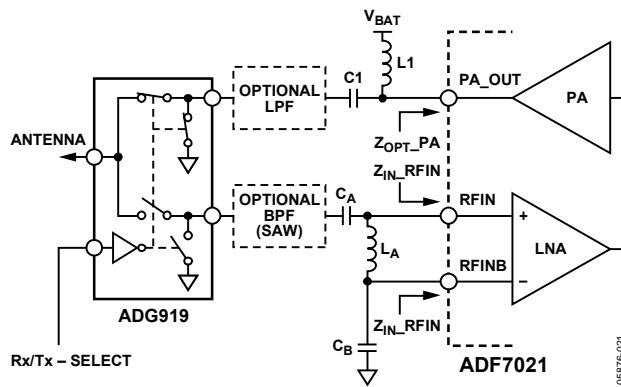 VBAT
L1
C1
PA_OUT
PA
OPTIONAL
LPF
ZOPT_PA
ANTENNA
ZIN_RFIN
CA
RFIN
OPTIONAL
BPF
(SAW)
+
LA
LNA
RFINB
−
ADG919
ZIN_RFIN
CB
Rx/Tx – SELECT
ADF7021
05876-021